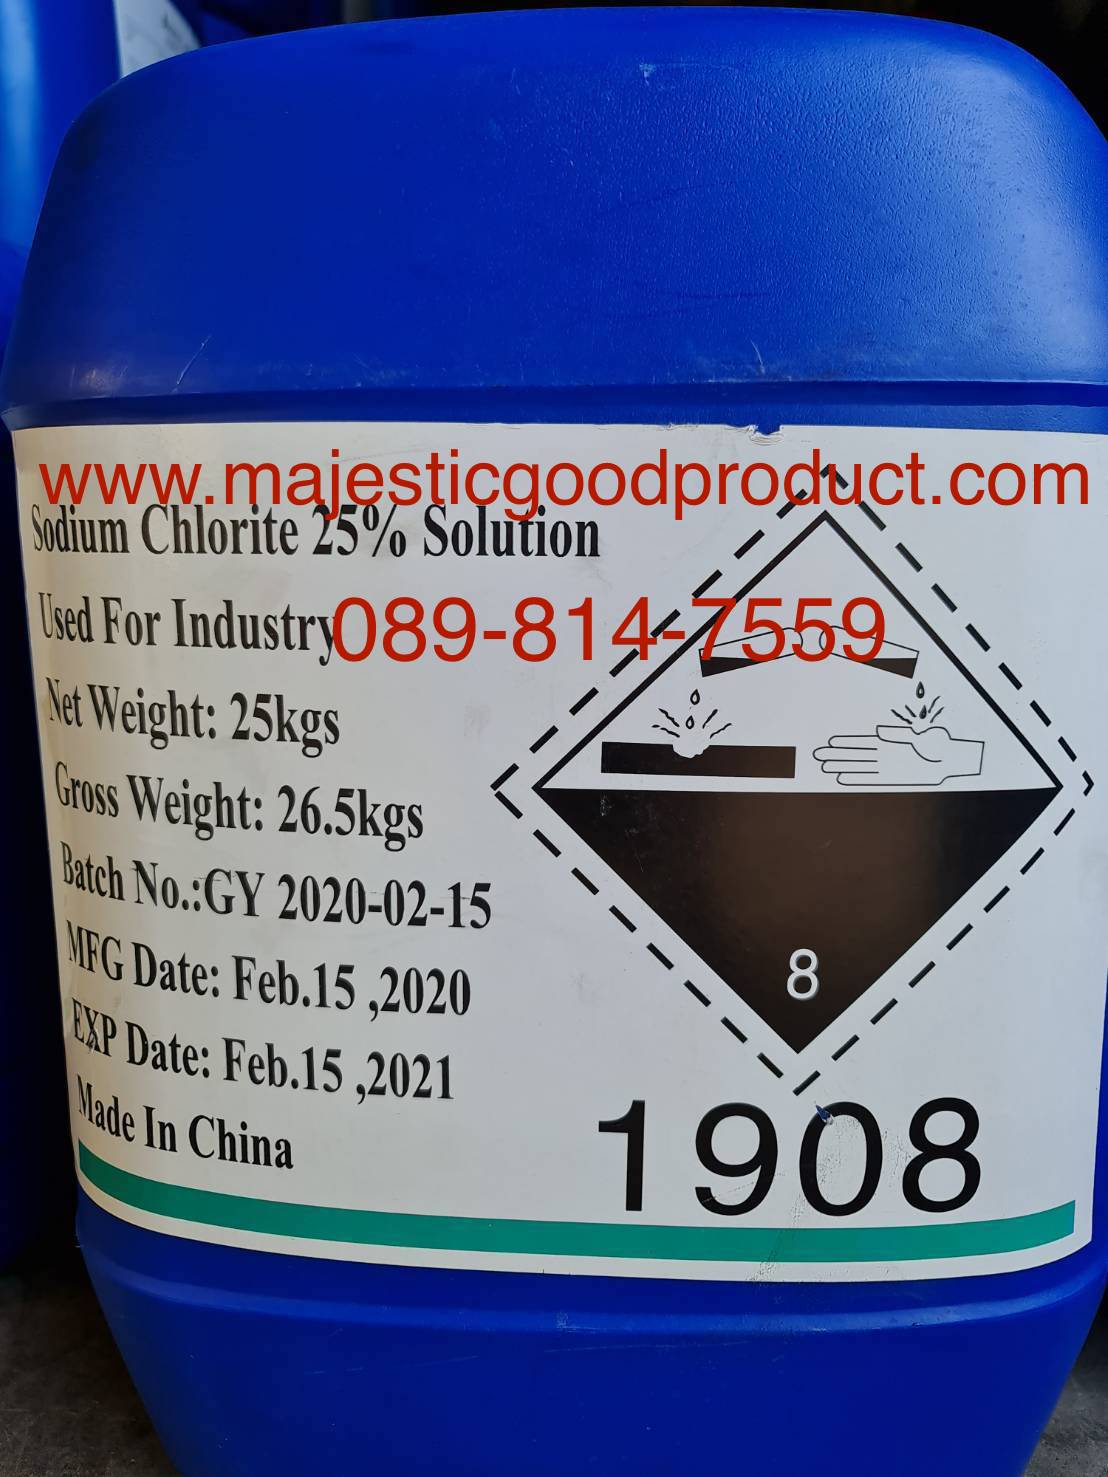 www.majesticgoodproduct.com
Sodium Chlorite 25% Solution
Used For Industry
089-814-7559
Net Weight: 25kgs
Gross Weight: 26.5kgs
Batch No.:GY 2020-02-15
MFG Date: Feb.15 ,2020
EXP Date: Feb.15 ,2021
Made In China
8
1908